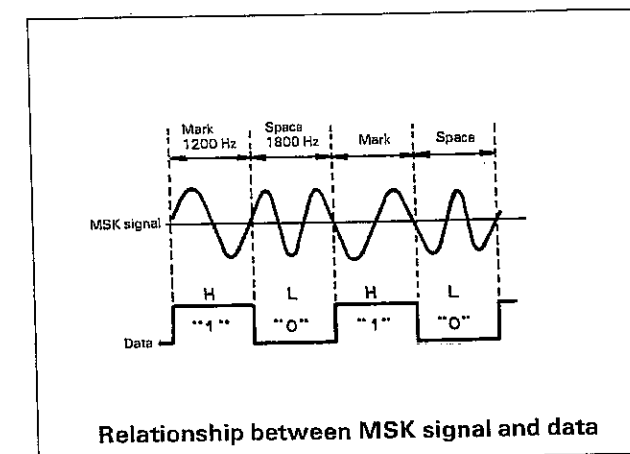 Mark Space
1200 Hz 1800 Hz Mark Space
MSK signal
H L H L
"1" "0" "1" "0"
Data
Relationship between MSK signal and data